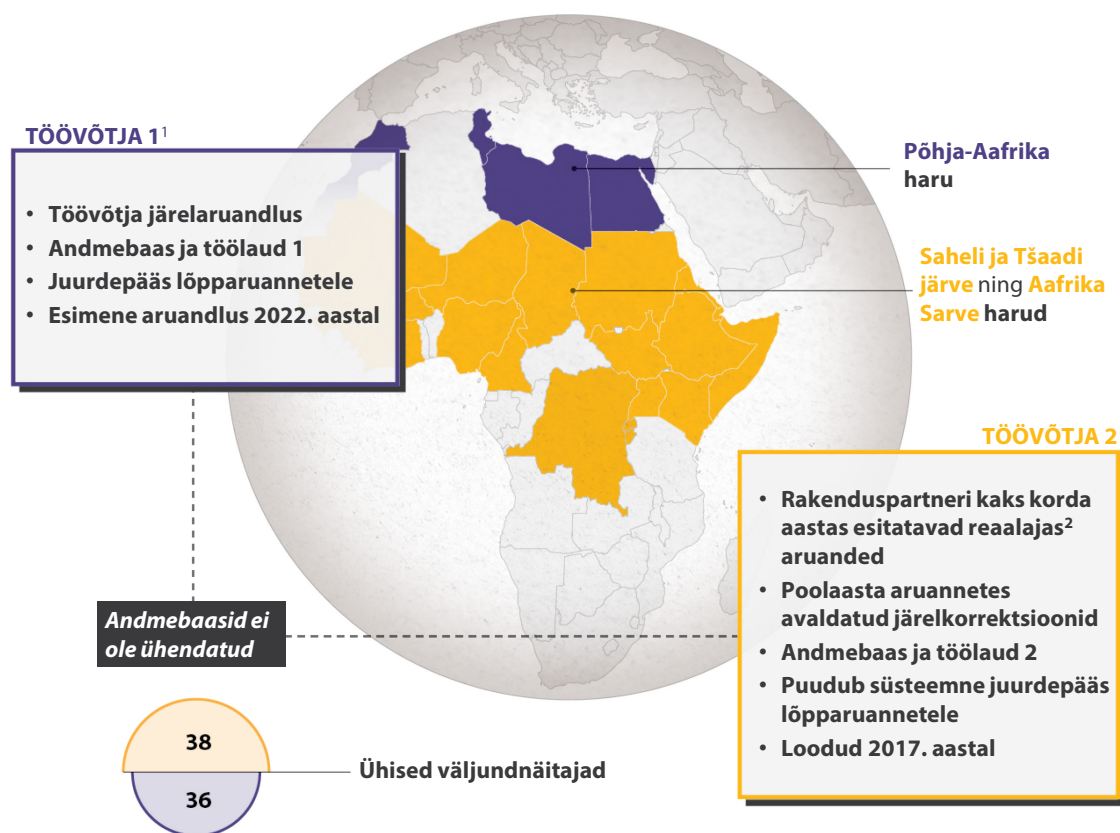 TÖÖVÕTJA 1¹
• Töövõtja järelaruandlus
• Andmebaas ja töölaud 1
• Juurdepääs lõpparuannetele
• Esimene aruandlus 2022. aastal
Põhja-Aafrika
haru
Saheli ja Tšaadi
järve ning Aafrika
Sarve harud
TÖÖVÕTJA 2
• Rakenduspartneri kaks korda
aastas esitatavad reaalajas²
aruanded
• Poolaasta aruannetes
avaldatud järelkorrektsioonid
• Andmebaas ja töölaud 2
• Puudub süsteemne juurdepääs
lõpparuannetele
• Loodud 2017. aastal
Andmebaasid ei
ole ühendatud
38
36
Ühised väljundnäitajad